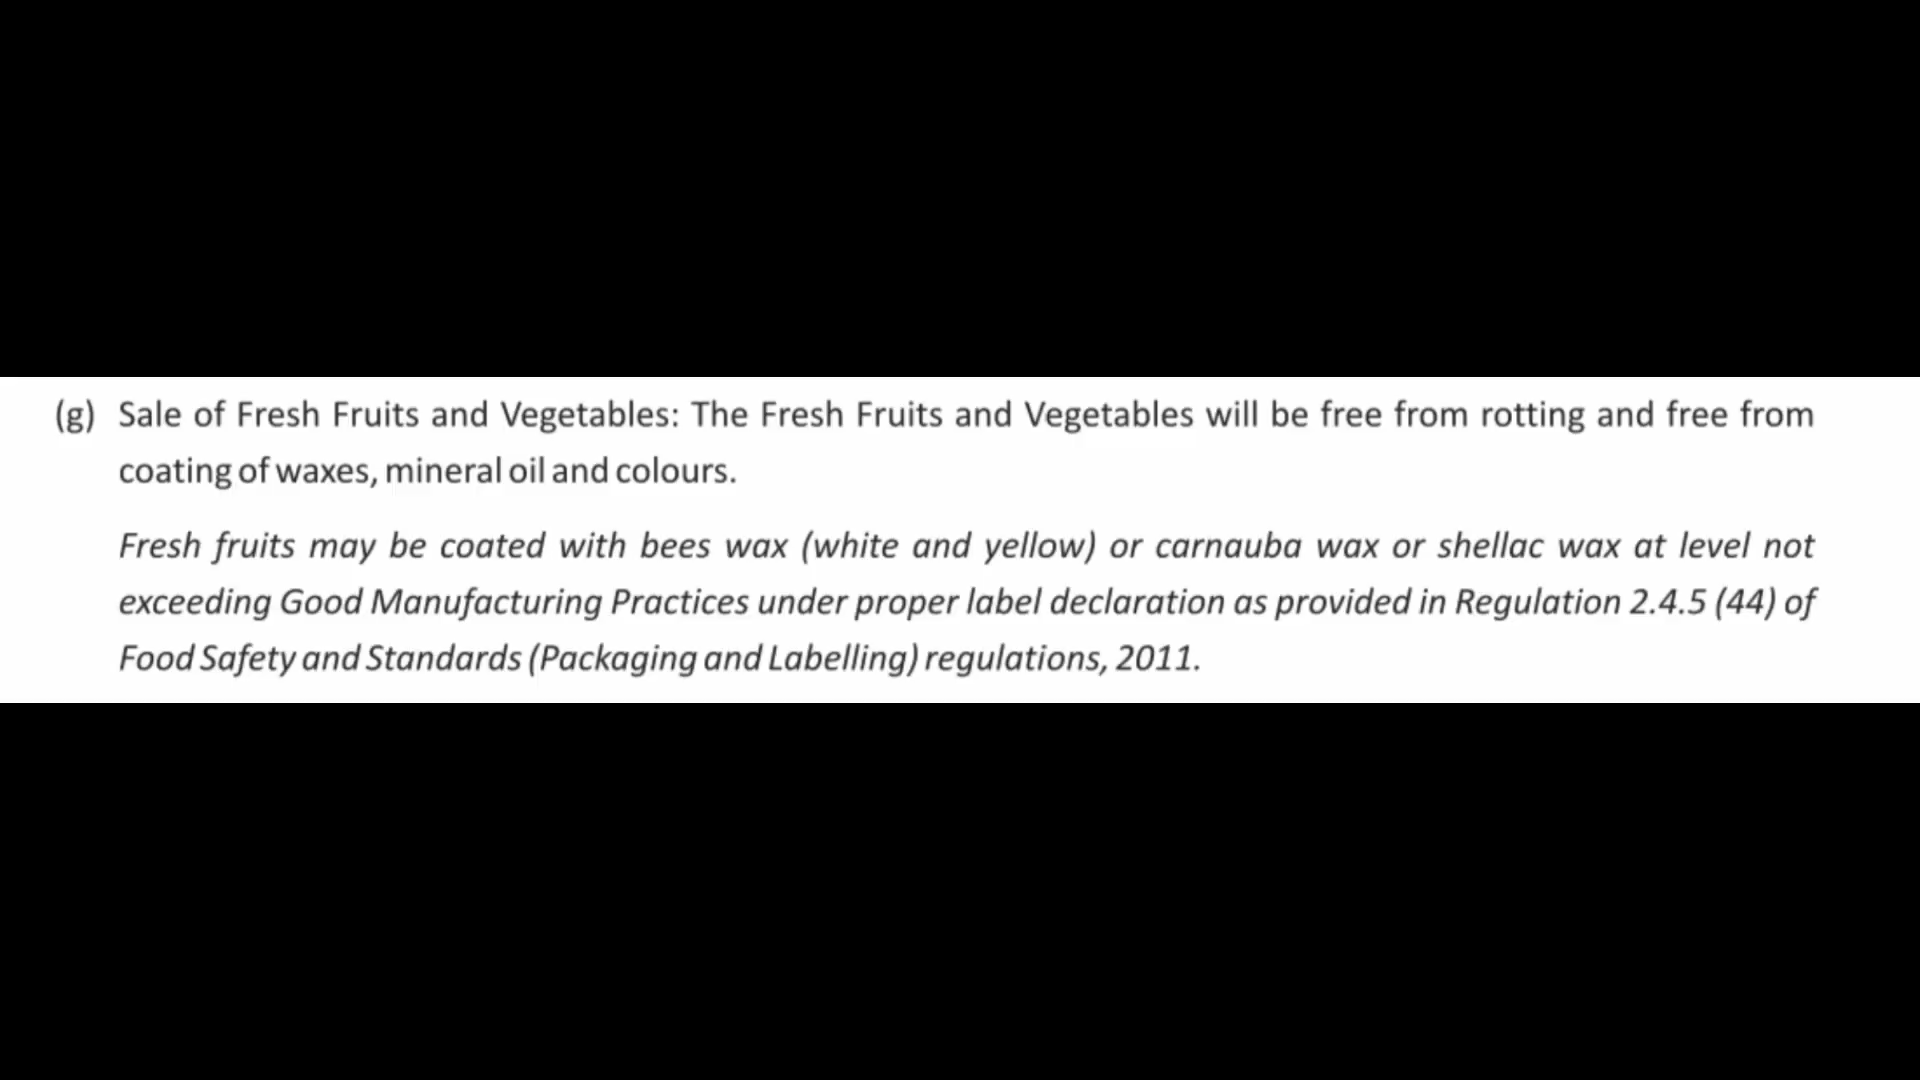 (g) Sale of Fresh Fruits and Vegetables: The Fresh Fruits and Vegetables will be free from rotting and free from
coating of waxes, mineral oil and colours.
Fresh fruits may be coated with bees wax (white and yellow) or carnauba wax or shellac wax at level not
exceeding Good Manufacturing Practices under proper label declaration as provided in Regulation 2.4.5 (44) of
Food Safety and Standards (Packaging and Labelling) regulations, 2011.